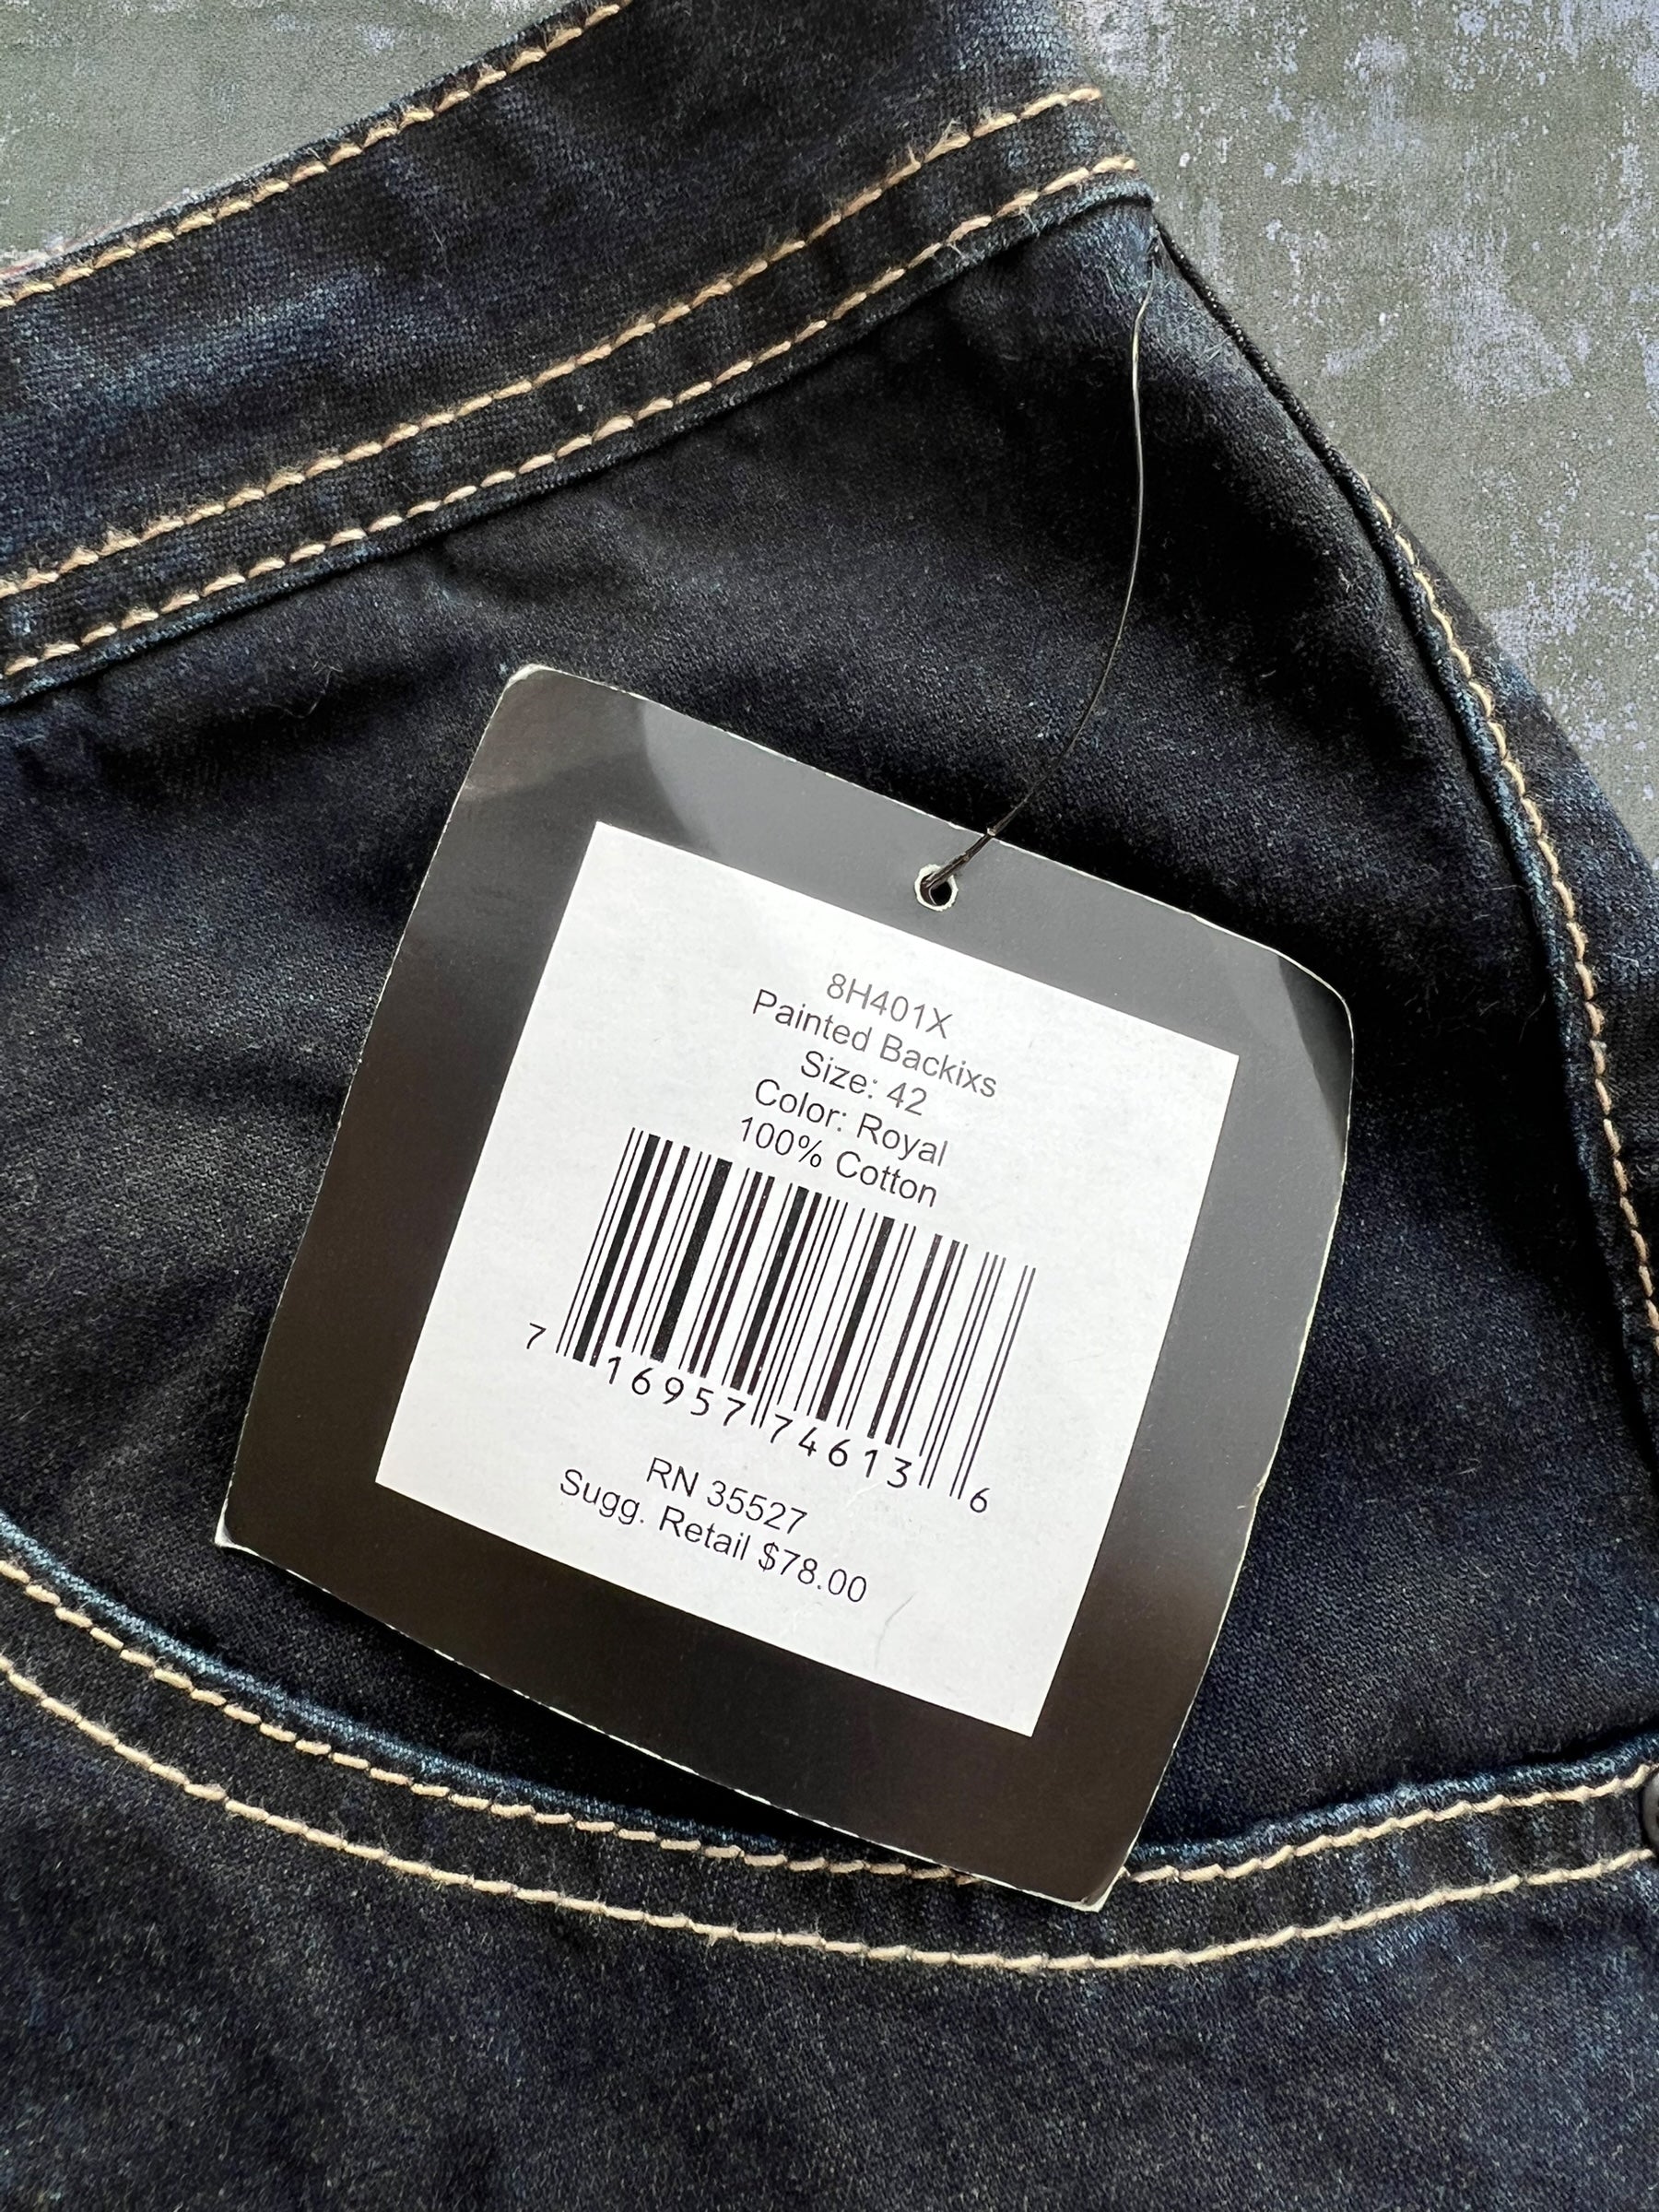 8H401X
Painted Backixs
Size: 42
Color: Royal
100% Cotton
7 16957 74613 6
RN 35527
Sugg. Retail $78.00